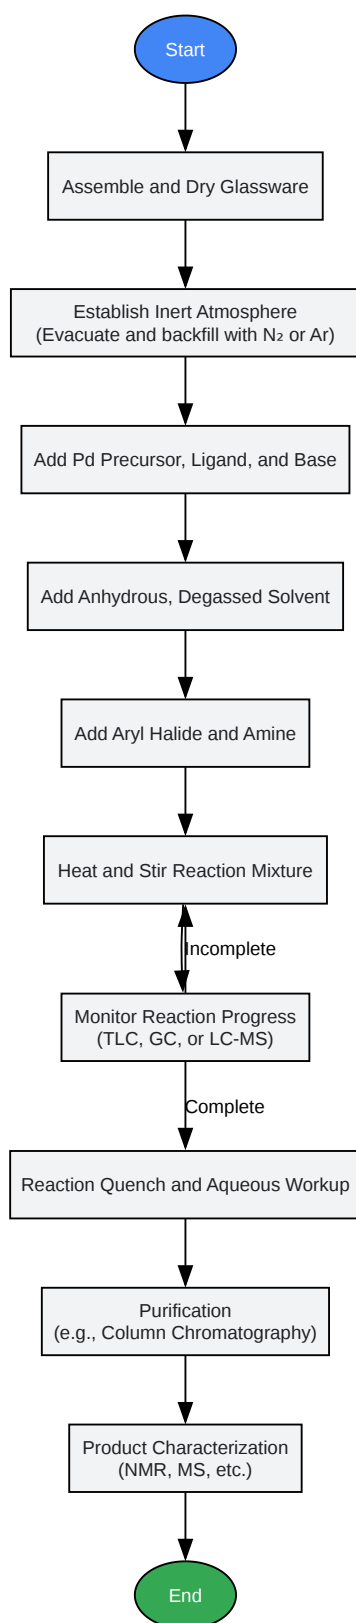 Start
Assemble and Dry Glassware
Establish Inert Atmosphere
(Evacuate and backfill with N₂ or Ar)
Add Pd Precursor, Ligand, and Base
Add Anhydrous, Degassed Solvent
Add Aryl Halide and Amine
Heat and Stir Reaction Mixture
Incomplete
Monitor Reaction Progress
(TLC, GC, or LC-MS)
Complete
Reaction Quench and Aqueous Workup
Purification
(e.g., Column Chromatography)
Product Characterization
(NMR, MS, etc.)
End